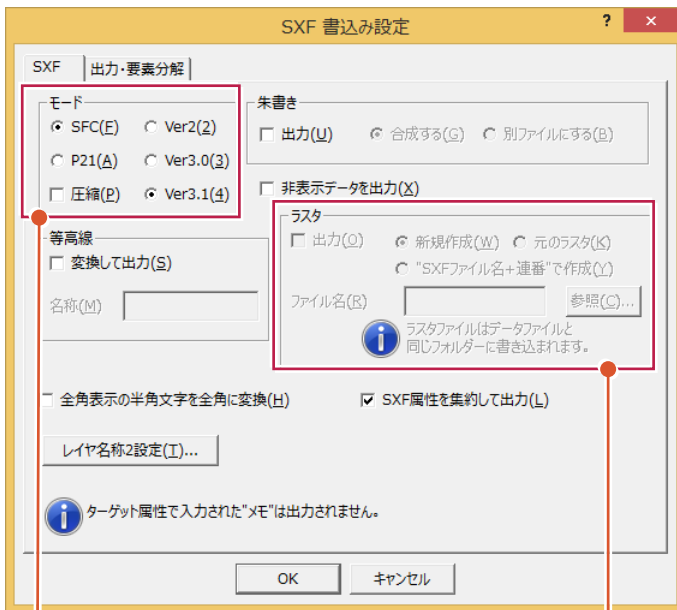 SXF 書込み設定
? ×
SXF 出力・要素分解
モード
SFC(F) Ver2(2)
P21(A) Ver3.0(3)
圧縮(P) Ver3.1(4)
朱書き
出力(U) 合成する(G) 別ファイルにする(B)
非表示データを出力(X)
等高線
変換して出力(S)
名称(M)
ラスタ
出力(O) 新規作成(W) 元のラスタ(K)
"SXFファイル名+連番"で作成(Y)
ファイル名(R) 参照(C)...
ラスタファイルはデータファイルと
同じフォルダーに書き込まれます。
全角表示の半角文字を全角に変換(H) SXF属性を集約して出力(L)
レイヤ名称2設定(T)...
ターゲット属性で入力された"メモ"は出力されません。
OK キャンセル